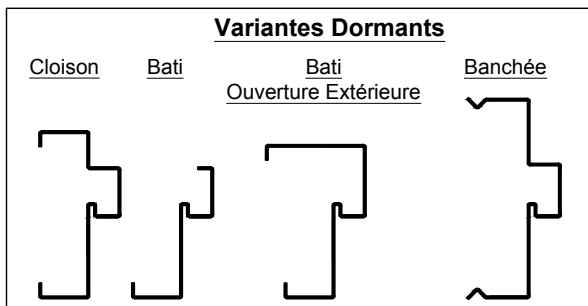 Variantes Dormants
Cloison
Bati
Bati
Ouverture Extérieure
Banchée